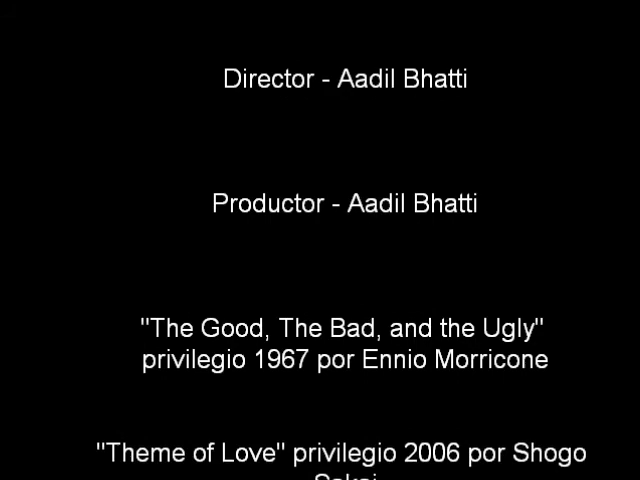 Director - Aadil Bhatti
Productor - Aadil Bhatti
"The Good, The Bad, and the Ugly"
privilegio 1967 por Ennio Morricone
"Theme of Love" privilegio 2006 por Shogo
Sakai